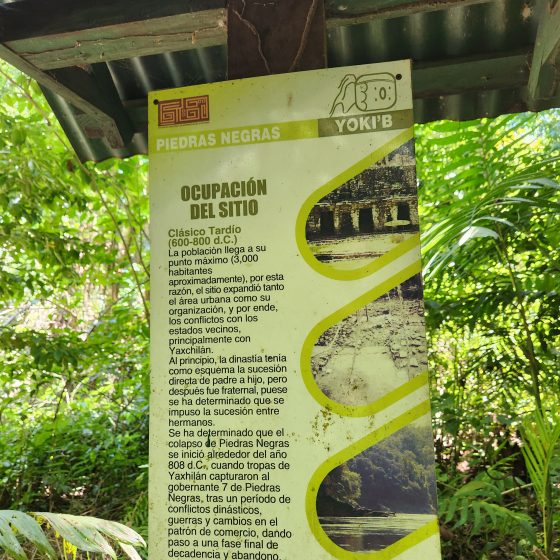 PIEDRAS NEGRAS
YOKI'B
OCUPACIÓN
DEL SITIO
Clásico Tardío
(600-800 d.C.)
La población llega a su
punto máximo (3,000
habitantes
aproximadamente), por esta
razón, el sitio expandió tanto
el área urbana como su
organización, y por ende,
los conflictos con los
estados vecinos,
principalmente con
Yaxchilán.
Al principio, la dinastía tenía
como esquema la sucesión
directa de padre a hijo, pero
después fue fraternal, puese
se ha determinado que se
impuso la sucesión entre
hermanos.
Se ha determinado que el
colapso de Piedras Negras
se inició alrededor del año
808 d.C., cuando tropas de
Yaxhilán capturaron al
gobernante 7 de Piedras
Negras, tras un período de
conflictos dinásticos,
guerras y cambios en el
patrón de comercio, dando
paso a una fase final de
decadencia y abandono.